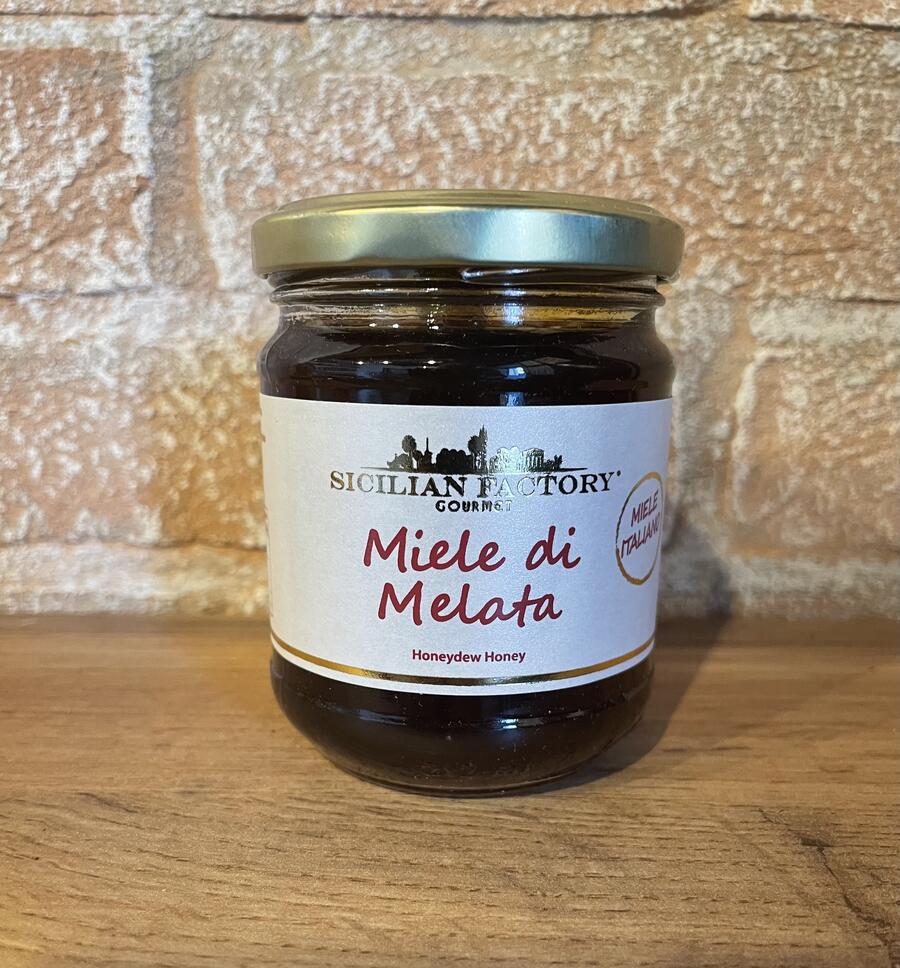 SICILIAN FACTORY®
GOURMET
Miele di
Melata
Honeydew Honey
MIELE
ITALIANO